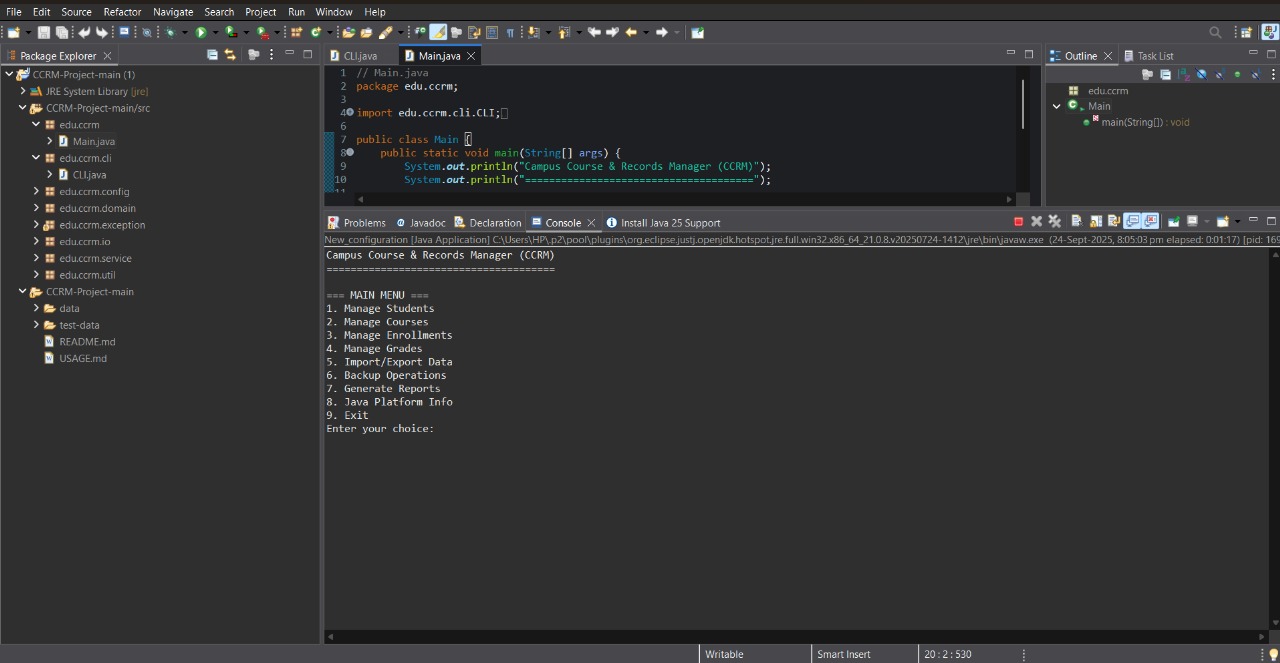 File Edit Source Refactor Navigate Search Project Run Window Help
Package Explorer
CCRM-Project-main (1)
JRE System Library [jre]
CCRM-Project-main/src
edu.ccrm
Main.java
edu.ccrm.cli
CLI.java
edu.ccrm.config
edu.ccrm.domain
edu.ccrm.exception
edu.ccrm.io
edu.ccrm.service
edu.ccrm.util
CCRM-Project-main
data
test-data
README.md
USAGE.md
CLI.java Main.java
1 // Main.java
2 package edu.ccrm;
3
4 import edu.ccrm.cli.CLI;
6
7 public class Main {
8 public static void main(String[] args) {
9 System.out.println("Campus Course & Records Manager (CCRM)");
10 System.out.println("======================================");
11
Outline Task List
edu.ccrm
Main
main(String[]) : void
Problems Javadoc Declaration Console Install Java 25 Support
New_configuration [Java Application] C:\Users\HP\.p2\pool\plugins\org.eclipse.justj.openjdk.hotspot.jre.full.win32.x86_64_21.0.8.v20250724-1412\jre\bin\javaw.exe (24-Sept-2025, 8:05:03 pm elapsed: 0:01:17) [pid: 169
Campus Course & Records Manager (CCRM)
======================================
=== MAIN MENU ===
1. Manage Students
2. Manage Courses
3. Manage Enrollments
4. Manage Grades
5. Import/Export Data
6. Backup Operations
7. Generate Reports
8. Java Platform Info
9. Exit
Enter your choice:
Writable Smart Insert 20 : 2 : 530